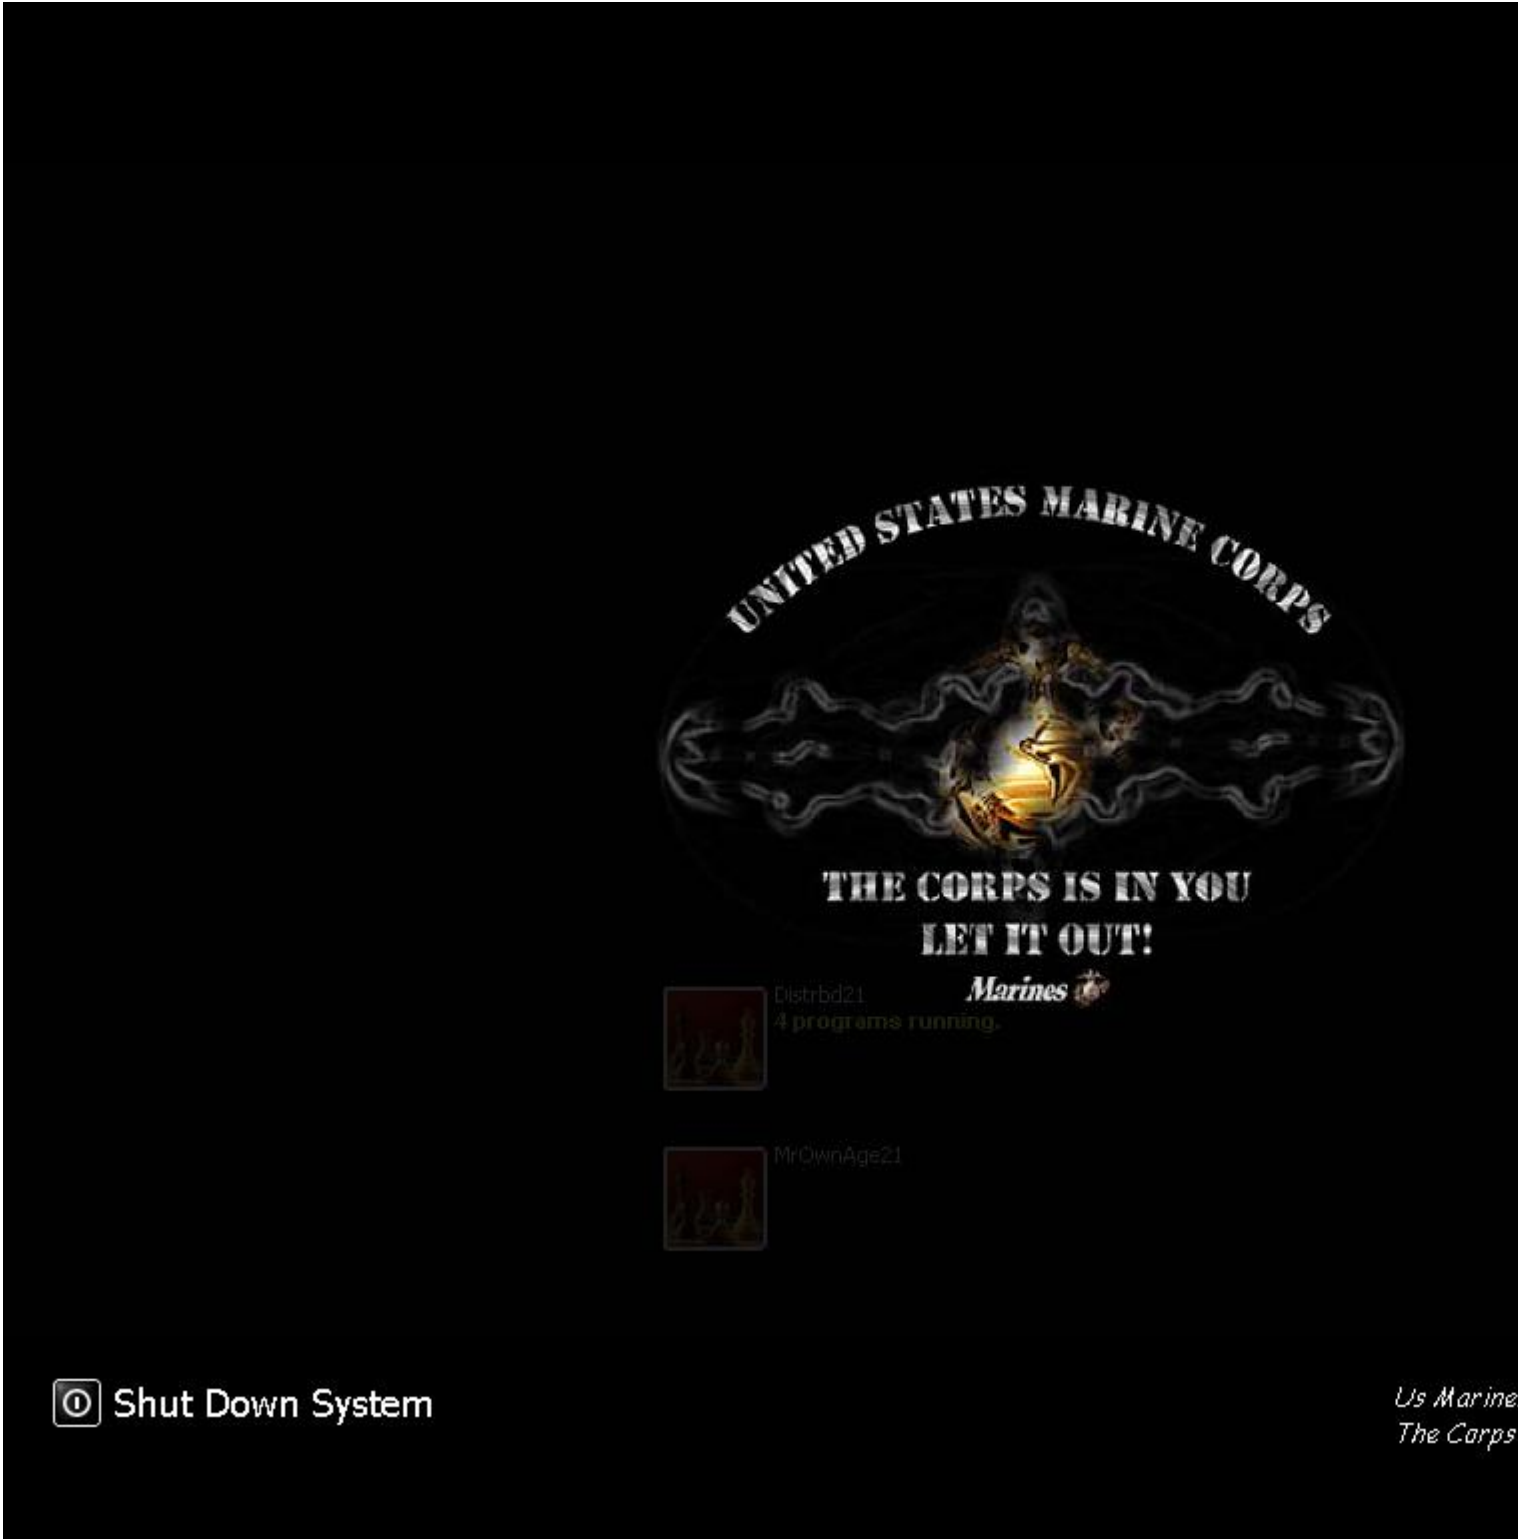 UNITED STATES MARINE CORPS
THE CORPS IS IN YOU
LET IT OUT!
Marines
Distrbd21
4 programs running.
MrOwnAge21
Shut Down System
Us Marine
The Corps